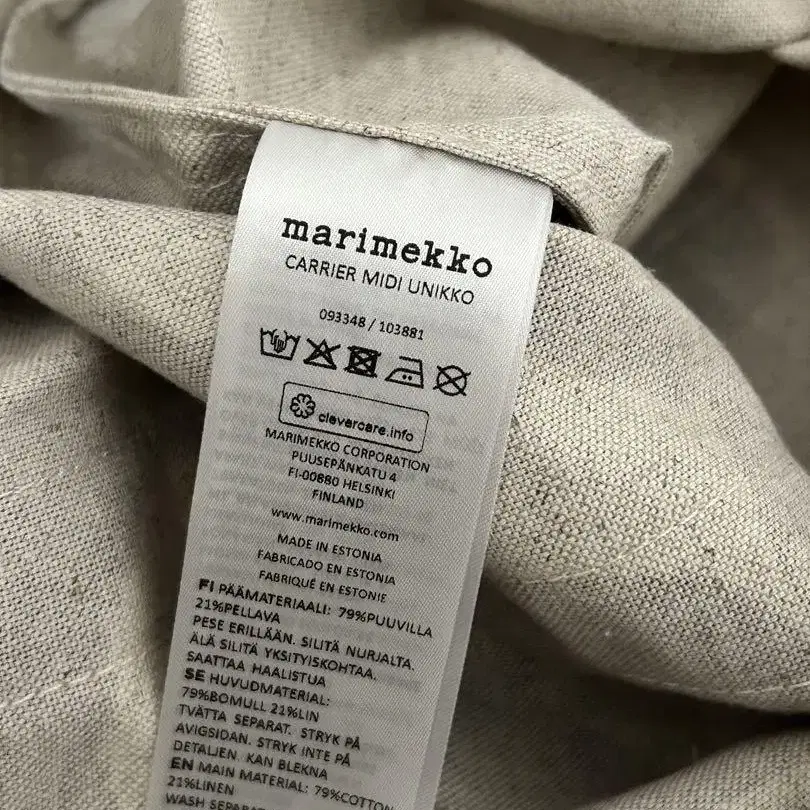 marimekko
CARRIER MIDI UNIKKO
093348 / 103881
clevercare.info
MARIMEKKO CORPORATION
PUUSEPÄNKATU 4
FI-00880 HELSINKI
FINLAND
www.marimekko.com
MADE IN ESTONIA
FABRICADO EN ESTONIA
FABRIQUÉ EN ESTONIE
FI PÄÄMATERIAALI: 79%PUUVILLA
21%PELLAVA
PESE ERILLÄÄN. SILITÄ NURJALTA.
ÄLÄ SILITÄ YKSITYISKOHTAA.
SAATTAA HAALISTUA
SE HUVUDMATERIAL:
79%BOMULL 21%LIN
TVÄTTA SEPARAT. STRYK PÅ
AVIGSIDAN. STRYK INTE PÅ
DETALJEN. KAN BLEKNA
EN MAIN MATERIAL: 79%COTTON
21%LINEN
WASH SEPARA